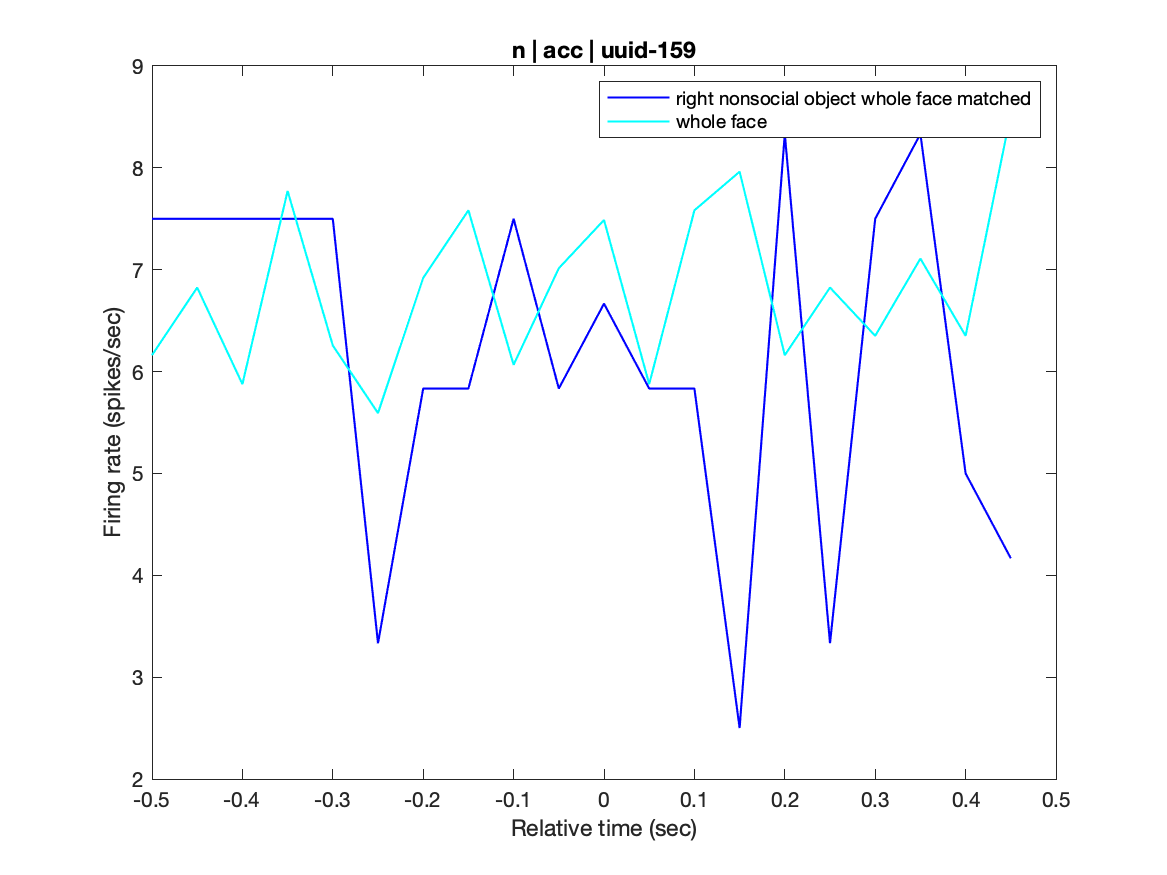 n | acc | uuid-159
right nonsocial object whole face matched
whole face
9
8
7
6
5
4
3
2
Firing rate (spikes/sec)
-0.5 -0.4 -0.3 -0.2 -0.1 0 0.1 0.2 0.3 0.4 0.5
Relative time (sec)